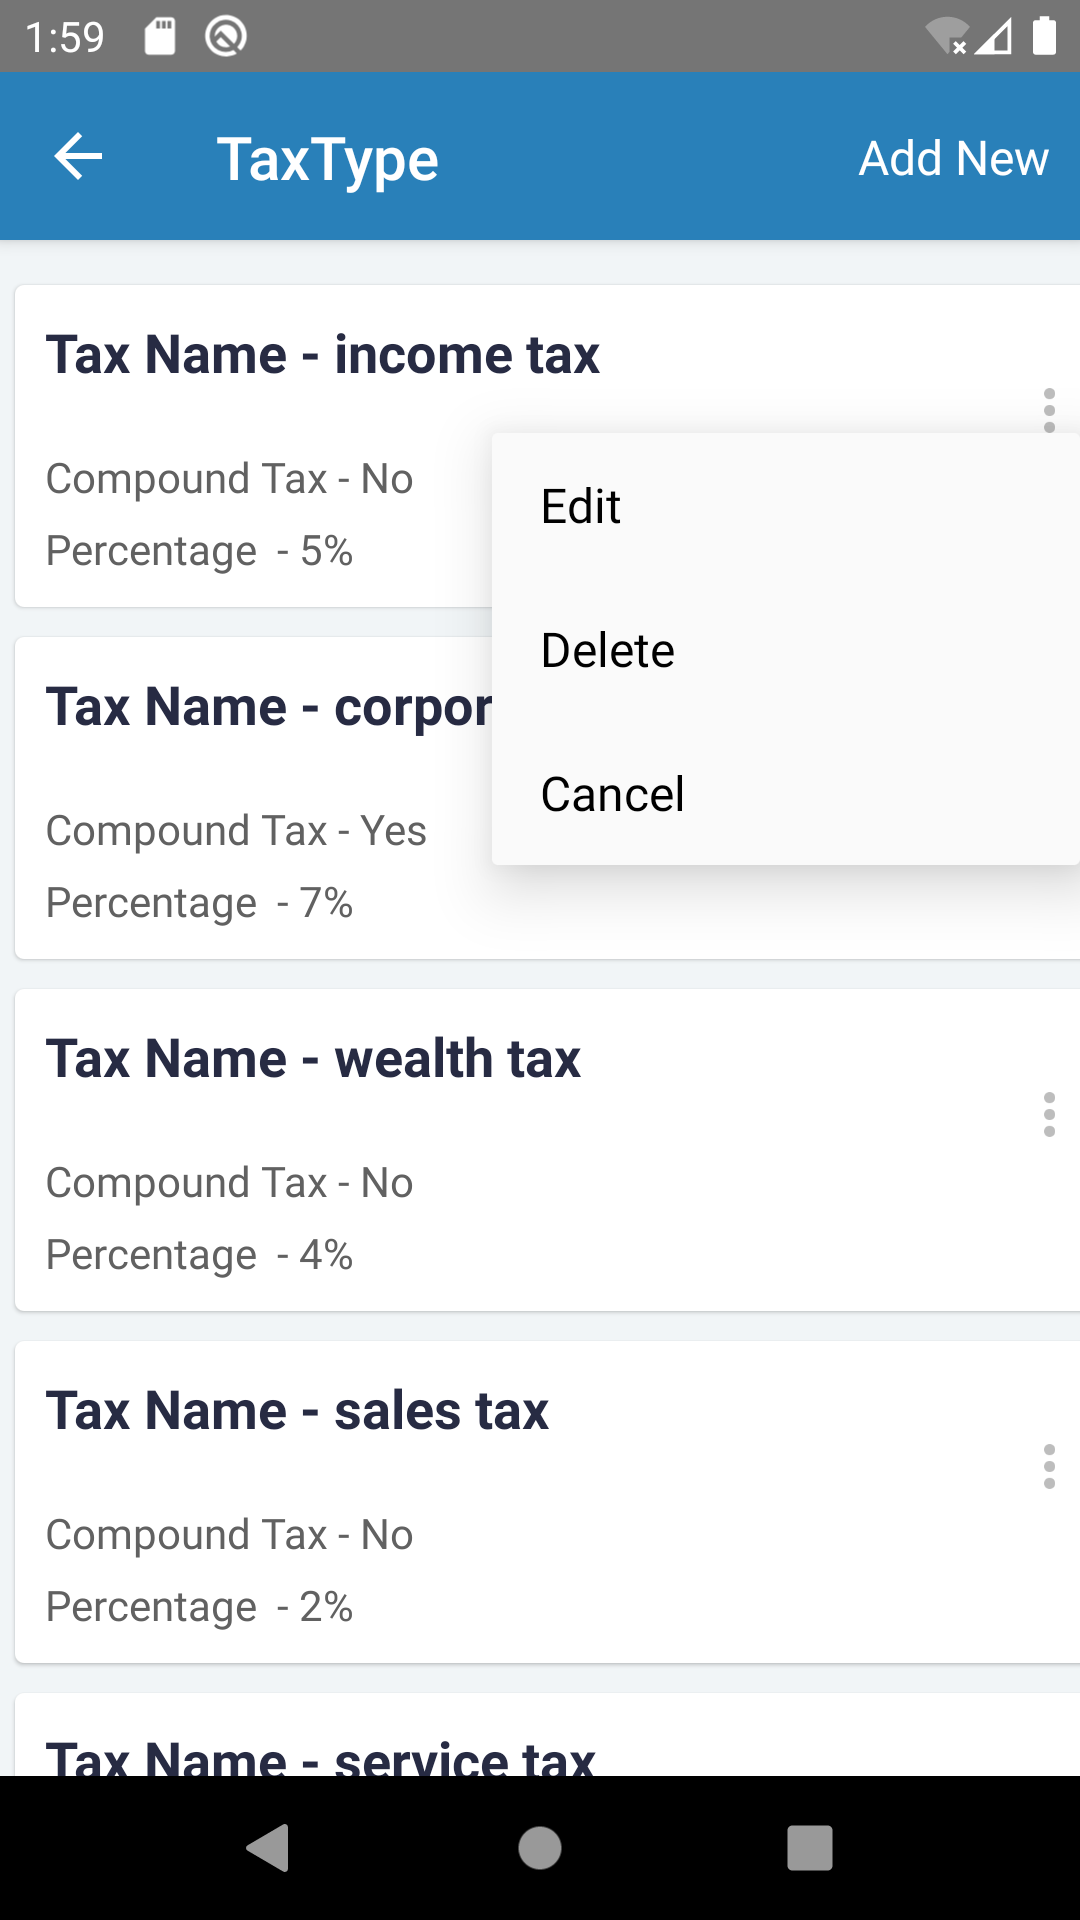 1:59
TaxType
Add New
Tax Name - income tax
Compound Tax - No
Percentage  - 5%
Edit
Delete
Cancel
Tax Name - corpor
Compound Tax - Yes
Percentage  - 7%
Tax Name - wealth tax
Compound Tax - No
Percentage  - 4%
Tax Name - sales tax
Compound Tax - No
Percentage  - 2%
Tax Name - service tax